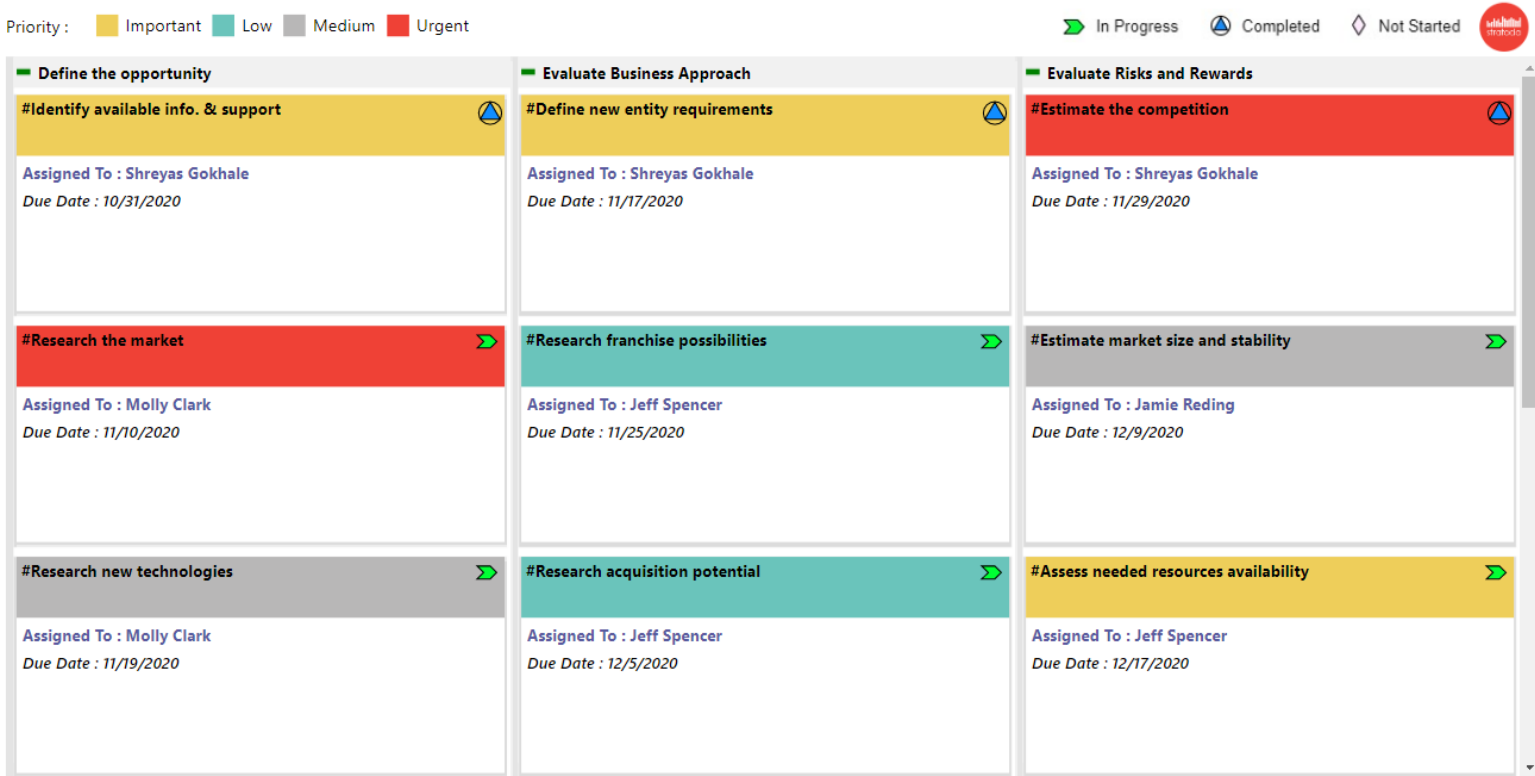 Priority : Important Low Medium Urgent In Progress Completed Not Started
stratoda
Define the opportunity
#Identify available info. & support
Assigned To : Shreyas Gokhale
Due Date : 10/31/2020
#Research the market
Assigned To : Molly Clark
Due Date : 11/10/2020
#Research new technologies
Assigned To : Molly Clark
Due Date : 11/19/2020
Evaluate Business Approach
#Define new entity requirements
Assigned To : Shreyas Gokhale
Due Date : 11/17/2020
#Research franchise possibilities
Assigned To : Jeff Spencer
Due Date : 11/25/2020
#Research acquisition potential
Assigned To : Jeff Spencer
Due Date : 12/5/2020
Evaluate Risks and Rewards
#Estimate the competition
Assigned To : Shreyas Gokhale
Due Date : 11/29/2020
#Estimate market size and stability
Assigned To : Jamie Reding
Due Date : 12/9/2020
#Assess needed resources availability
Assigned To : Jeff Spencer
Due Date : 12/17/2020